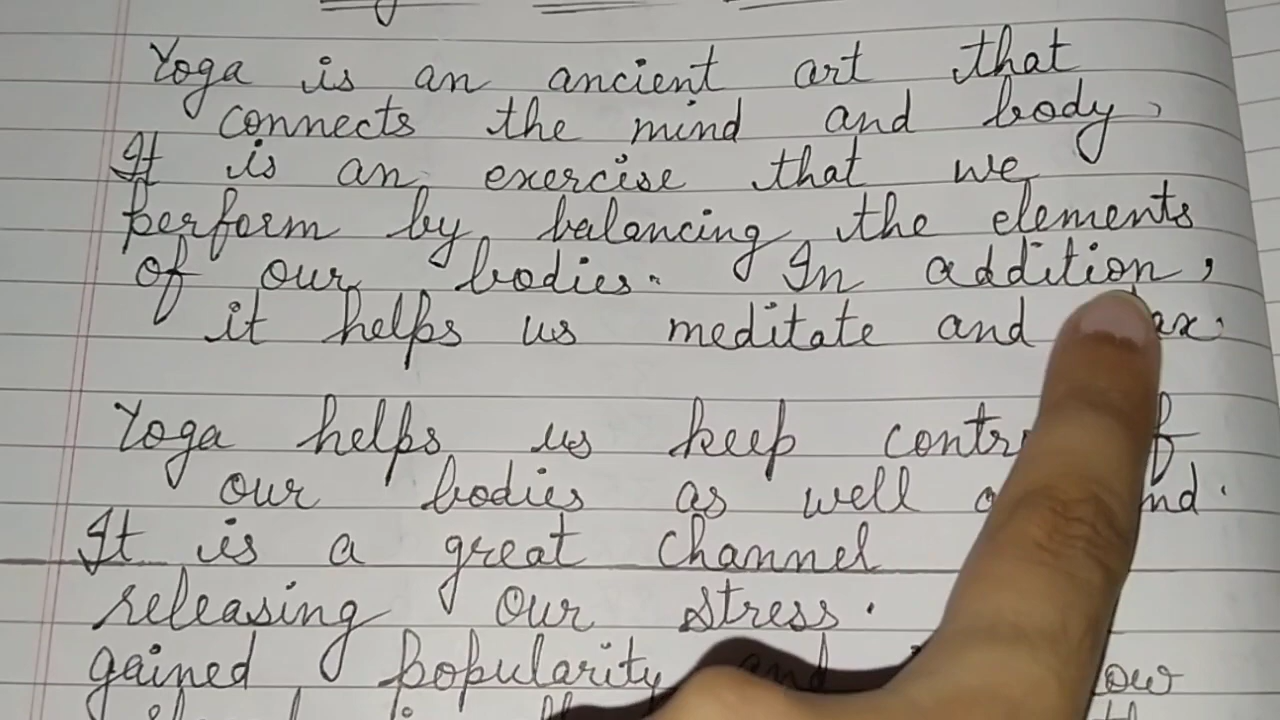 Yoga is an ancient art that
connects the mind and body,
It is an exercise that we
perform by balancing the elements
of our bodies. In addition,
it helps us meditate and
Yoga helps us keep
our bodies as well
It is a great channel
releasing our stress.
gained popularity and